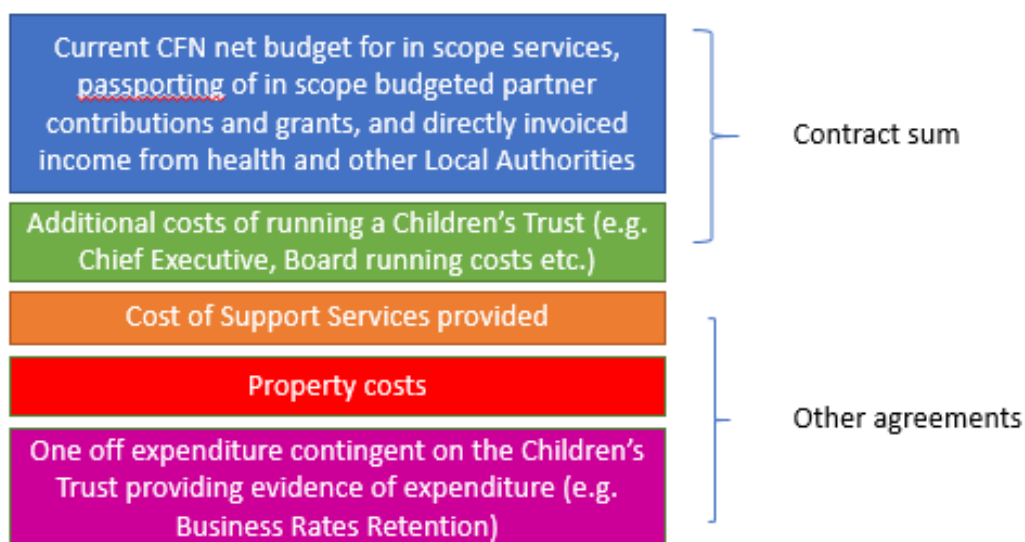 Current CFN net budget for in scope services,
passporting of in scope budgeted partner
contributions and grants, and directly invoiced
income from health and other Local Authorities
Contract sum
Additional costs of running a Children’s Trust (e.g.
Chief Executive, Board running costs etc.)
Cost of Support Services provided
Property costs
Other agreements
One off expenditure contingent on the Children’s
Trust providing evidence of expenditure (e.g.
Business Rates Retention)